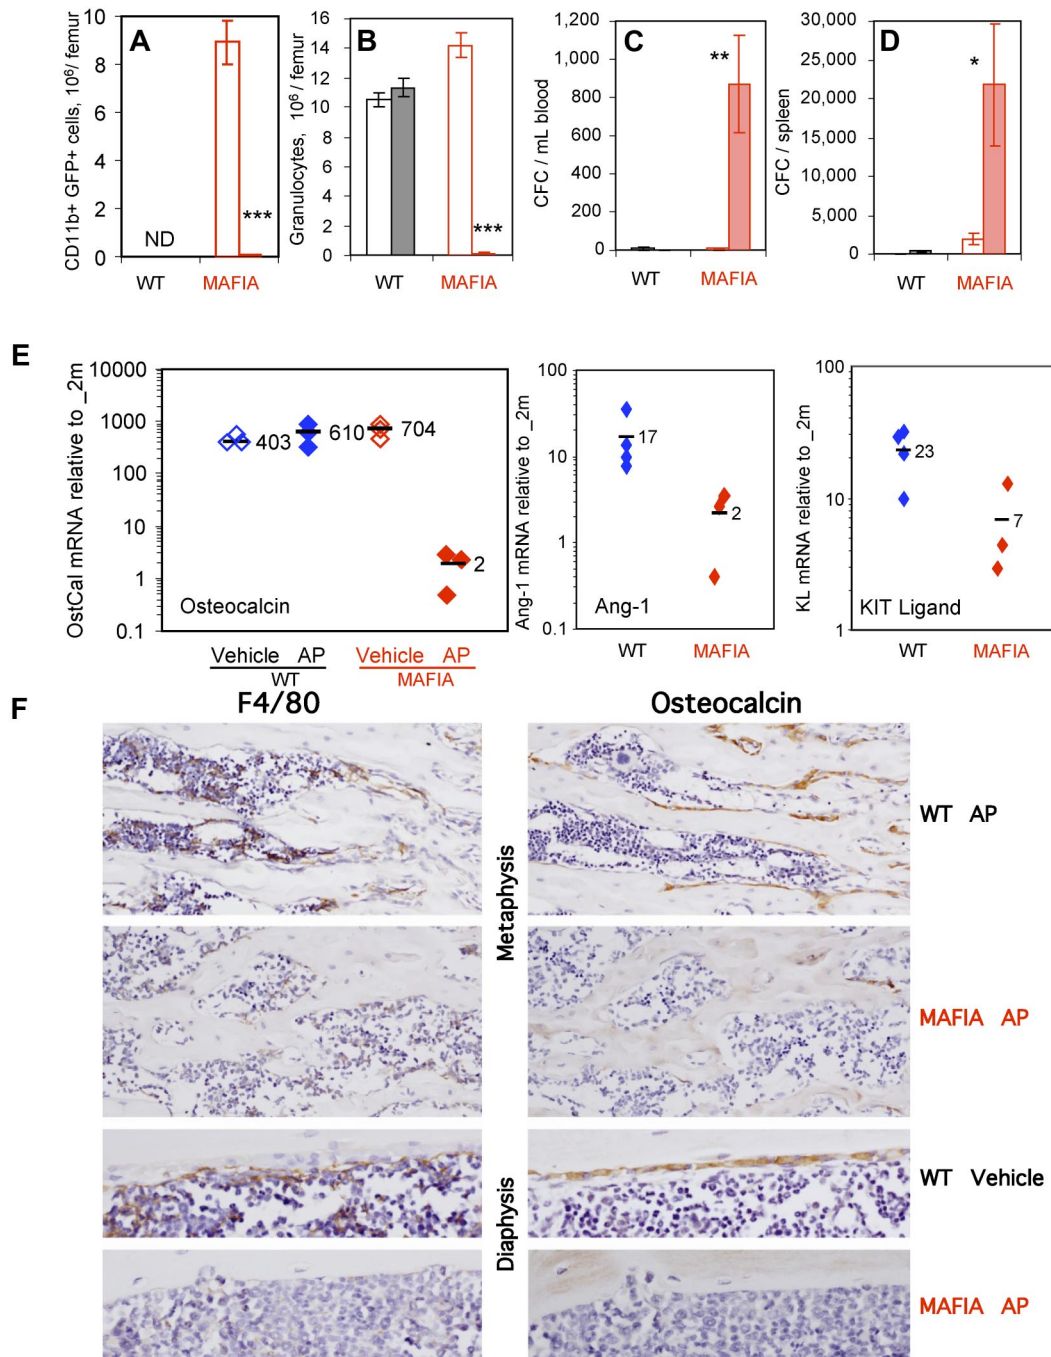 A
CD11b+ GFP+ cells, 10⁶/ femur
10
8
6
4
2
0
ND
***
WT MAFIA
B
Granulocytes, 10⁶ / femur
16
14
12
10
8
6
4
2
0
***
WT MAFIA
C
CFC / mL blood
1,200
1,000
800
600
400
200
0
**
WT MAFIA
D
CFC / spleen
30,000
25,000
20,000
15,000
10,000
5,000
0
*
WT MAFIA
E
OstCal mRNA relative to _2m
10000
1000
100
10
1
0.1
403
610
704
2
Osteocalcin
Vehicle AP Vehicle AP
WT MAFIA
Ang-1 mRNA relative to _2m
100
10
1
0.1
17
2
Ang-1
WT MAFIA
KL mRNA relative to _2m
100
10
1
23
7
KIT Ligand
WT MAFIA
F
F4/80 Osteocalcin
Metaphysis
WT AP
MAFIA AP
Diaphysis
WT Vehicle
MAFIA AP